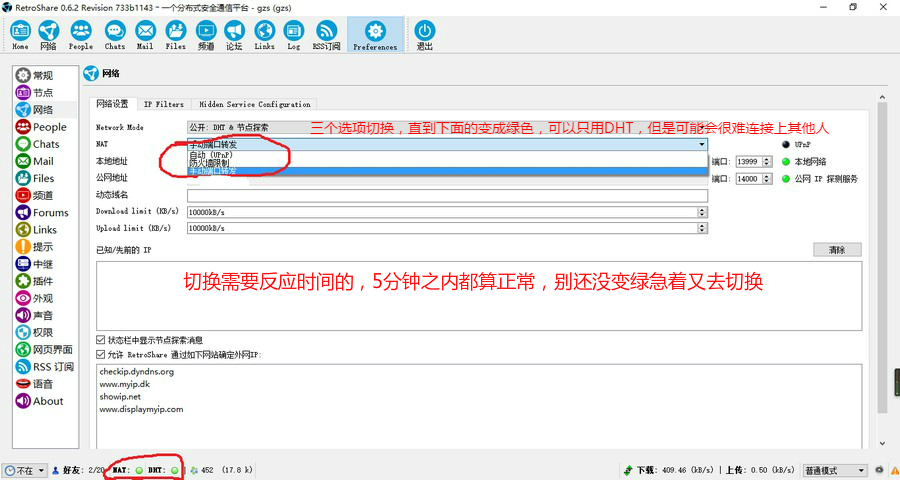 RetroShare 0.6.2 Revision 733b1143 - 一个分布式安全通信平台 - gzs (gzs)
Home 网络 People Chats Mail Files 频道 论坛 Links Log RSS订阅 Preferences 退出
常规
节点
网络
People
Chats
Mail
Files
频道
Forums
Links
提示
中继
插件
外观
声音
权限
网页界面
RSS 订阅
语音
About
网络
网络设置 IP Filters Hidden Service Configuration
Network Mode 公开: DHT & 节点探索
三个选项切换，直到下面的变成绿色，可以只用DHT，但是可能会很难连接上其他人
NAT 手动端口转发 UPnP
自动 (UPnP)
防火墙限制
手动端口转发
本地地址 端口: 13999 本地网络
公网地址 端口: 14000 公网 IP 探测服务
动态域名
Download limit (KB/s) 10000kB/s
Upload limit (KB/s) 10000kB/s
已知/先前的 IP 清除
切换需要反应时间的，5分钟之内都算正常，别还没变绿急着又去切换
状态栏中显示节点探索消息
允许 RetroShare 通过如下网站确定外网IP:
checkip.dyndns.org
www.myip.dk
showip.net
www.displaymyip.com
不在 好友: 2/20 NAT: DHT: 452 (17.8 k) 下载: 409.46 (kB/s) | 上传: 0.50 (kB/s) 普通模式